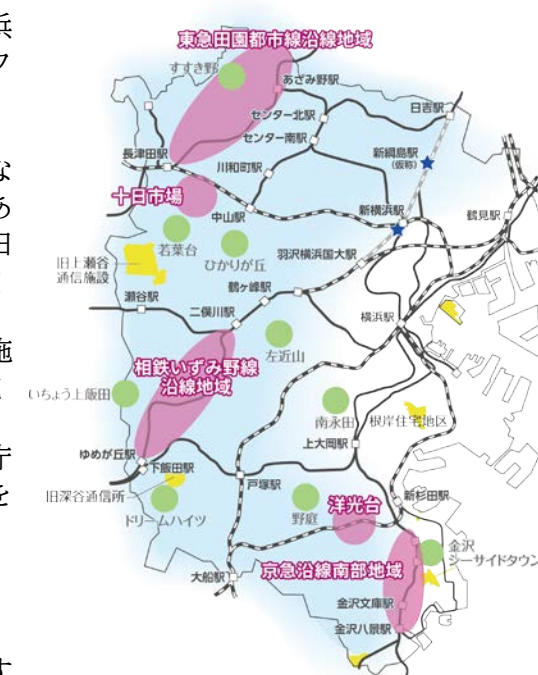 浜
ク
な
あ
田
施
庁
を
す
東急田園都市線沿線地域
すすき野
あざみ野駅
日吉駅
センター北駅
センター南駅
新綱島駅
(仮称)
長津田駅
川和町駅
十日市場
中山駅
新横浜駅
鶴見駅
若葉台
ひかりが丘
羽沢横浜国大駅
旧上瀬谷
通信施設
鶴ヶ峰駅
瀬谷駅
二俣川駅
横浜駅
左近山
相鉄いずみ野線
沿線地域
いちょう上飯田
南永田
根岸住宅地区
上大岡駅
ゆめが丘駅
下飯田駅
旧深谷通信所
戸塚駅
ドリームハイツ
野庭
洋光台
新杉田駅
金沢
シーサイドタウン
京急沿線南部地域
大船駅
金沢文庫駅
金沢八景駅